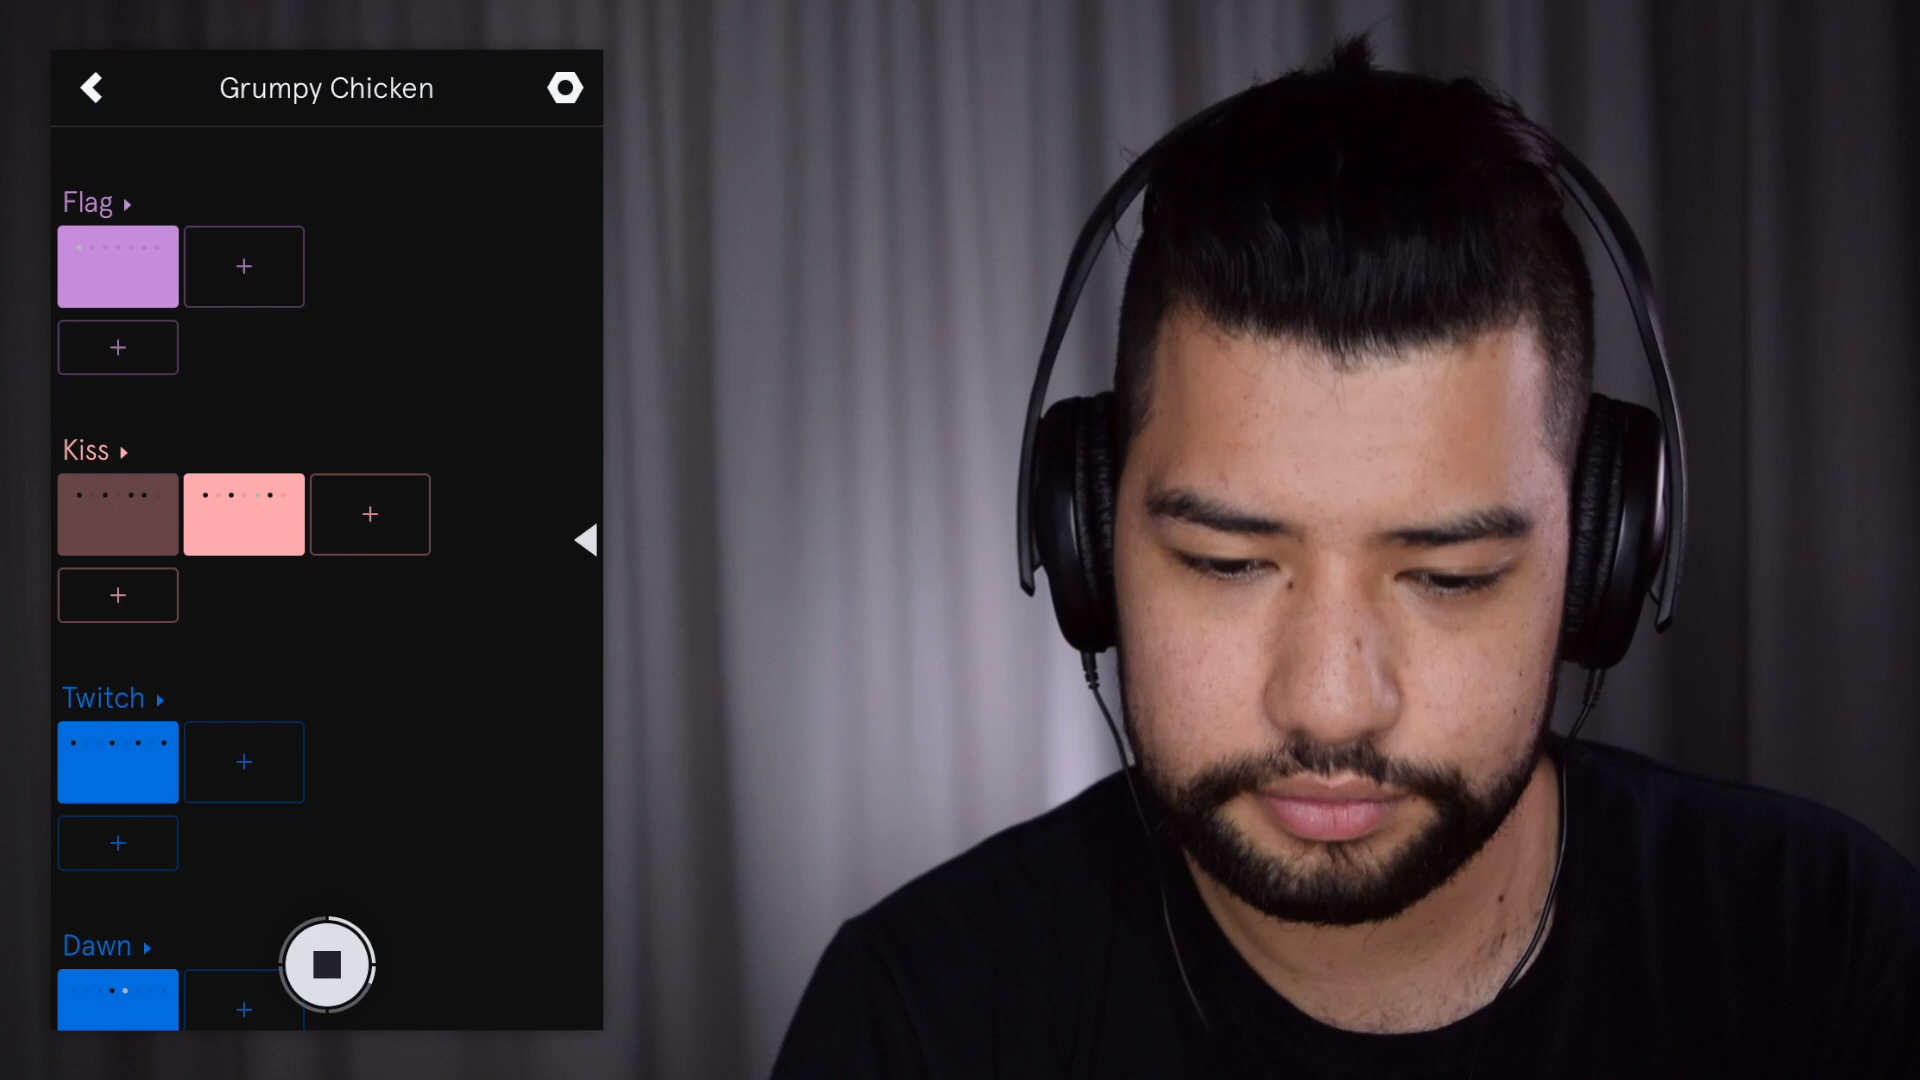 Grumpy Chicken
Flag
+
+
Kiss
+
+
Twitch
+
+
Dawn
+